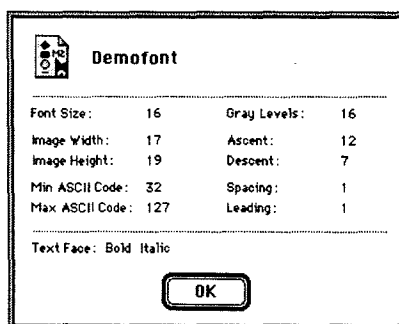 Demofont
Font Size: 16 Gray Levels: 16
Image Width: 17 Ascent: 12
Image Height: 19 Descent: 7
Min ASCII Code: 32 Spacing: 1
Max ASCII Code: 127 Leading: 1
Text Face: Bold Italic
OK